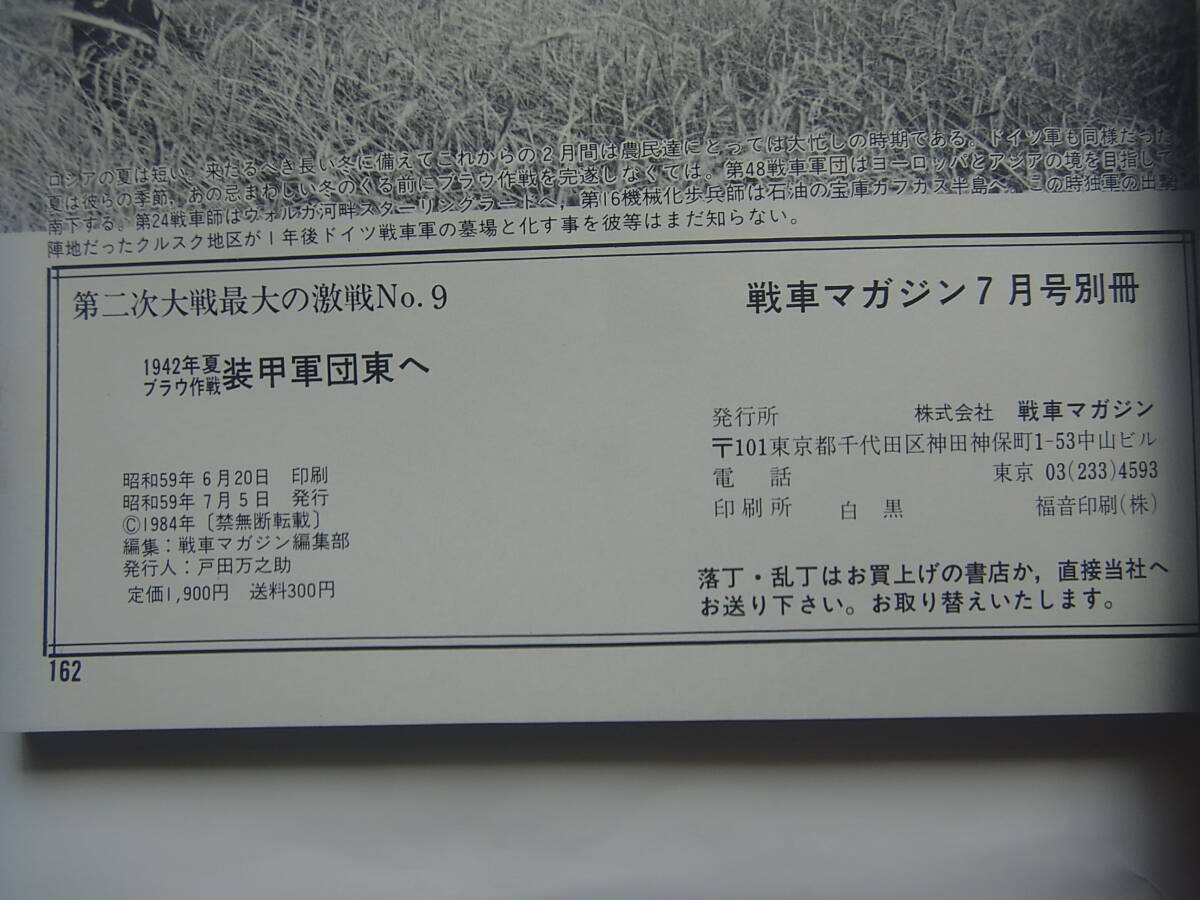 ロシアの夏は短い。来たるべき長い冬に備えてこれからの２月間は農民達にとっては大忙しの時期である。ドイツ軍も同様だった
夏は彼らの季節，あの忌まわしい冬のくる前にブラウ作戦を完遂しなくては。第48戦車軍団はヨーロッパとアジアの境を目指して
南下する。第24戦車師はヴォルガ河畔スターリングラードへ，第16機械化歩兵師は石油の宝庫カフカス半島へ。この時独軍の出撃
陣地だったクルスク地区が１年後ドイツ戦車軍の墓場と化す事を彼等はまだ知らない。
第二次大戦最大の激戦No.9
1942年夏
ブラウ作戦 装甲軍団東へ
昭和59年６月20日　印刷
昭和59年７月５日　発行
©1984年〔禁無断転載〕
編集：戦車マガジン編集部
発行人：戸田万之助
定価1,900円　送料300円
戦車マガジン７月号別冊
発行所　株式会社　戦車マガジン
〒101東京都千代田区神田神保町1-53中山ビル
電　話　東京 03(233)4593
印刷所　白　黒　福音印刷(株)
落丁・乱丁はお買上げの書店か，直接当社へ
お送り下さい。お取り替えいたします。
162